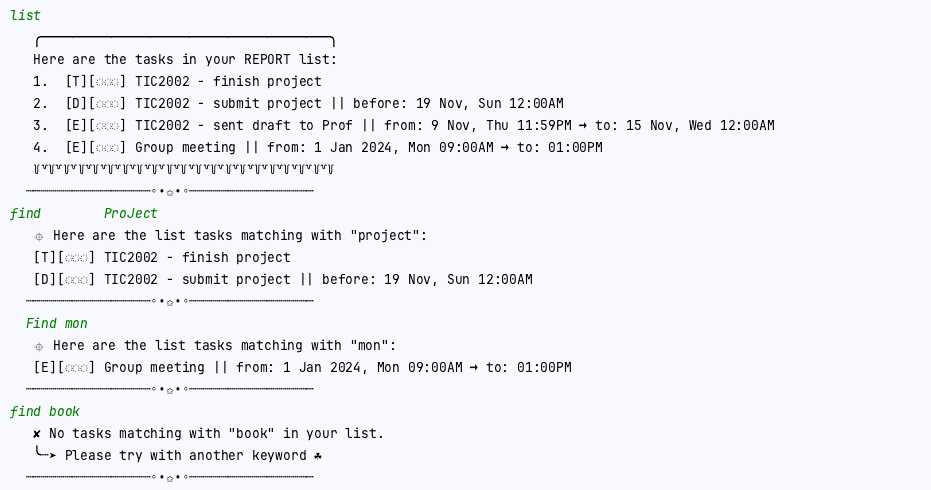 list
Here are the tasks in your REPORT list:
1. [T][   ] TIC2002 - finish project
2. [D][   ] TIC2002 - submit project || before: 19 Nov, Sun 12:00AM
3. [E][   ] TIC2002 - sent draft to Prof || from: 9 Nov, Thu 11:59PM → to: 15 Nov, Wed 12:00AM
4. [E][   ] Group meeting || from: 1 Jan 2024, Mon 09:00AM → to: 01:00PM
find ProJect
⌖ Here are the list tasks matching with "project":
[T][   ] TIC2002 - finish project
[D][   ] TIC2002 - submit project || before: 19 Nov, Sun 12:00AM
Find mon
⌖ Here are the list tasks matching with "mon":
[E][   ] Group meeting || from: 1 Jan 2024, Mon 09:00AM → to: 01:00PM
find book
✘ No tasks matching with "book" in your list.
╰┈➤ Please try with another keyword ☘